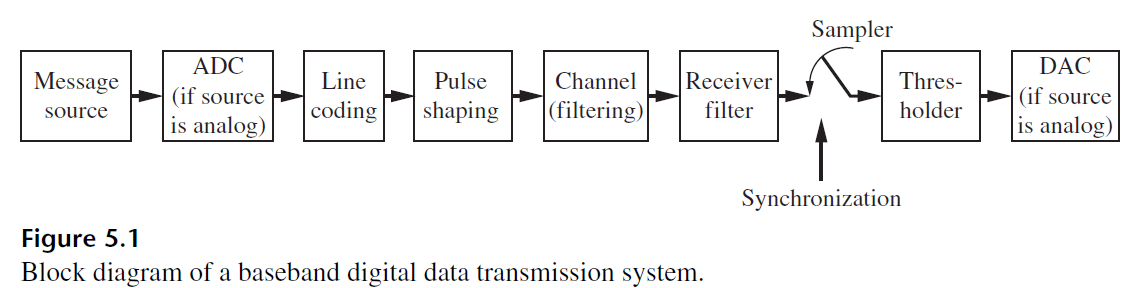 Sampler
Message
source
ADC
(if source
is analog)
Line
coding
Pulse
shaping
Channel
(filtering)
Receiver
filter
Thres-
holder
DAC
(if source
is analog)
Synchronization
Figure 5.1
Block diagram of a baseband digital data transmission system.